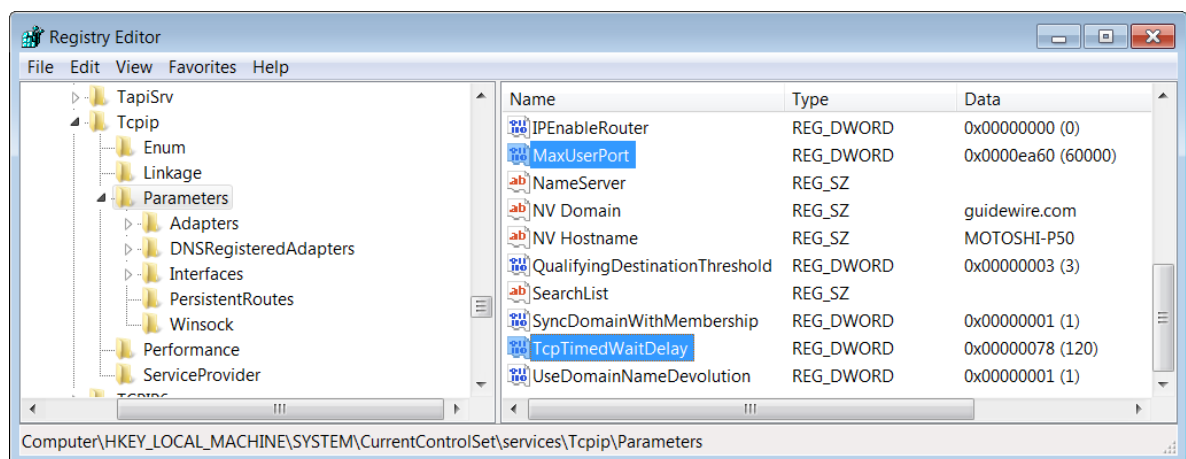 Registry Editor
File Edit View Favorites Help
TapiSrv
Tcpip
Enum
Linkage
Parameters
Adapters
DNSRegisteredAdapters
Interfaces
PersistentRoutes
Winsock
Performance
ServiceProvider
TCPIP6
Name Type Data
IPEnableRouter REG_DWORD 0x00000000 (0)
MaxUserPort REG_DWORD 0x0000ea60 (60000)
NameServer REG_SZ
NV Domain REG_SZ guidewire.com
NV Hostname REG_SZ MOTOSHI-P50
QualifyingDestinationThreshold REG_DWORD 0x00000003 (3)
SearchList REG_SZ
SyncDomainWithMembership REG_DWORD 0x00000001 (1)
TcpTimedWaitDelay REG_DWORD 0x00000078 (120)
UseDomainNameDevolution REG_DWORD 0x00000001 (1)
Computer\HKEY_LOCAL_MACHINE\SYSTEM\CurrentControlSet\services\Tcpip\Parameters